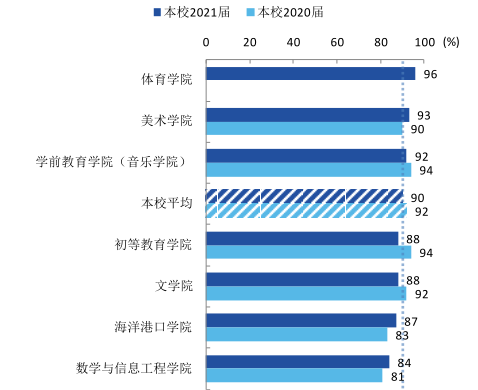 本校2021届 本校2020届
0 20 40 60 80 100 (%)
体育学院 96
美术学院 93 90
学前教育学院（音乐学院） 92 94
本校平均 90 92
初等教育学院 88 94
文学院 88 92
海洋港口学院 87 83
数学与信息工程学院 84 81